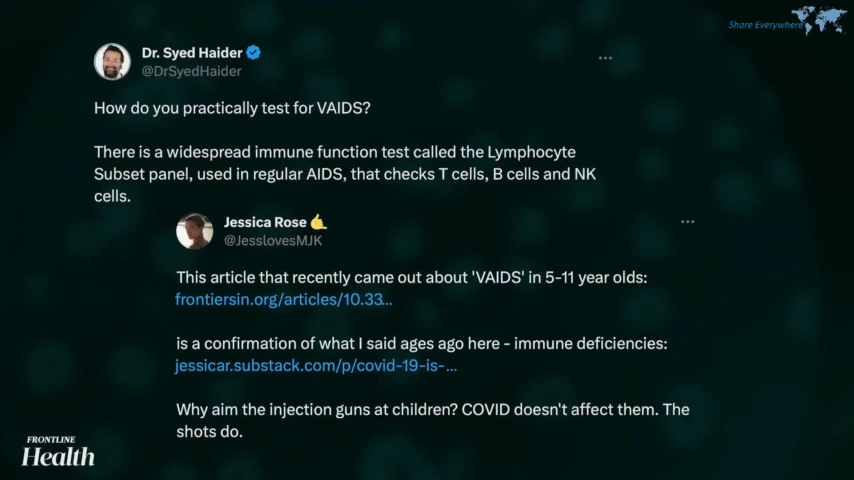 Share Everywhere
Dr. Syed Haider
@DrSyedHaider
How do you practically test for VAIDS?
There is a widespread immune function test called the Lymphocyte
Subset panel, used in regular AIDS, that checks T cells, B cells and NK
cells.
Jessica Rose 🤙
@JesslovesMJK
This article that recently came out about 'VAIDS' in 5-11 year olds:
frontiersin.org/articles/10.33...
is a confirmation of what I said ages ago here - immune deficiencies:
jessicar.substack.com/p/covid-19-is-...
Why aim the injection guns at children? COVID doesn't affect them. The
shots do.
FRONTLINE
Health